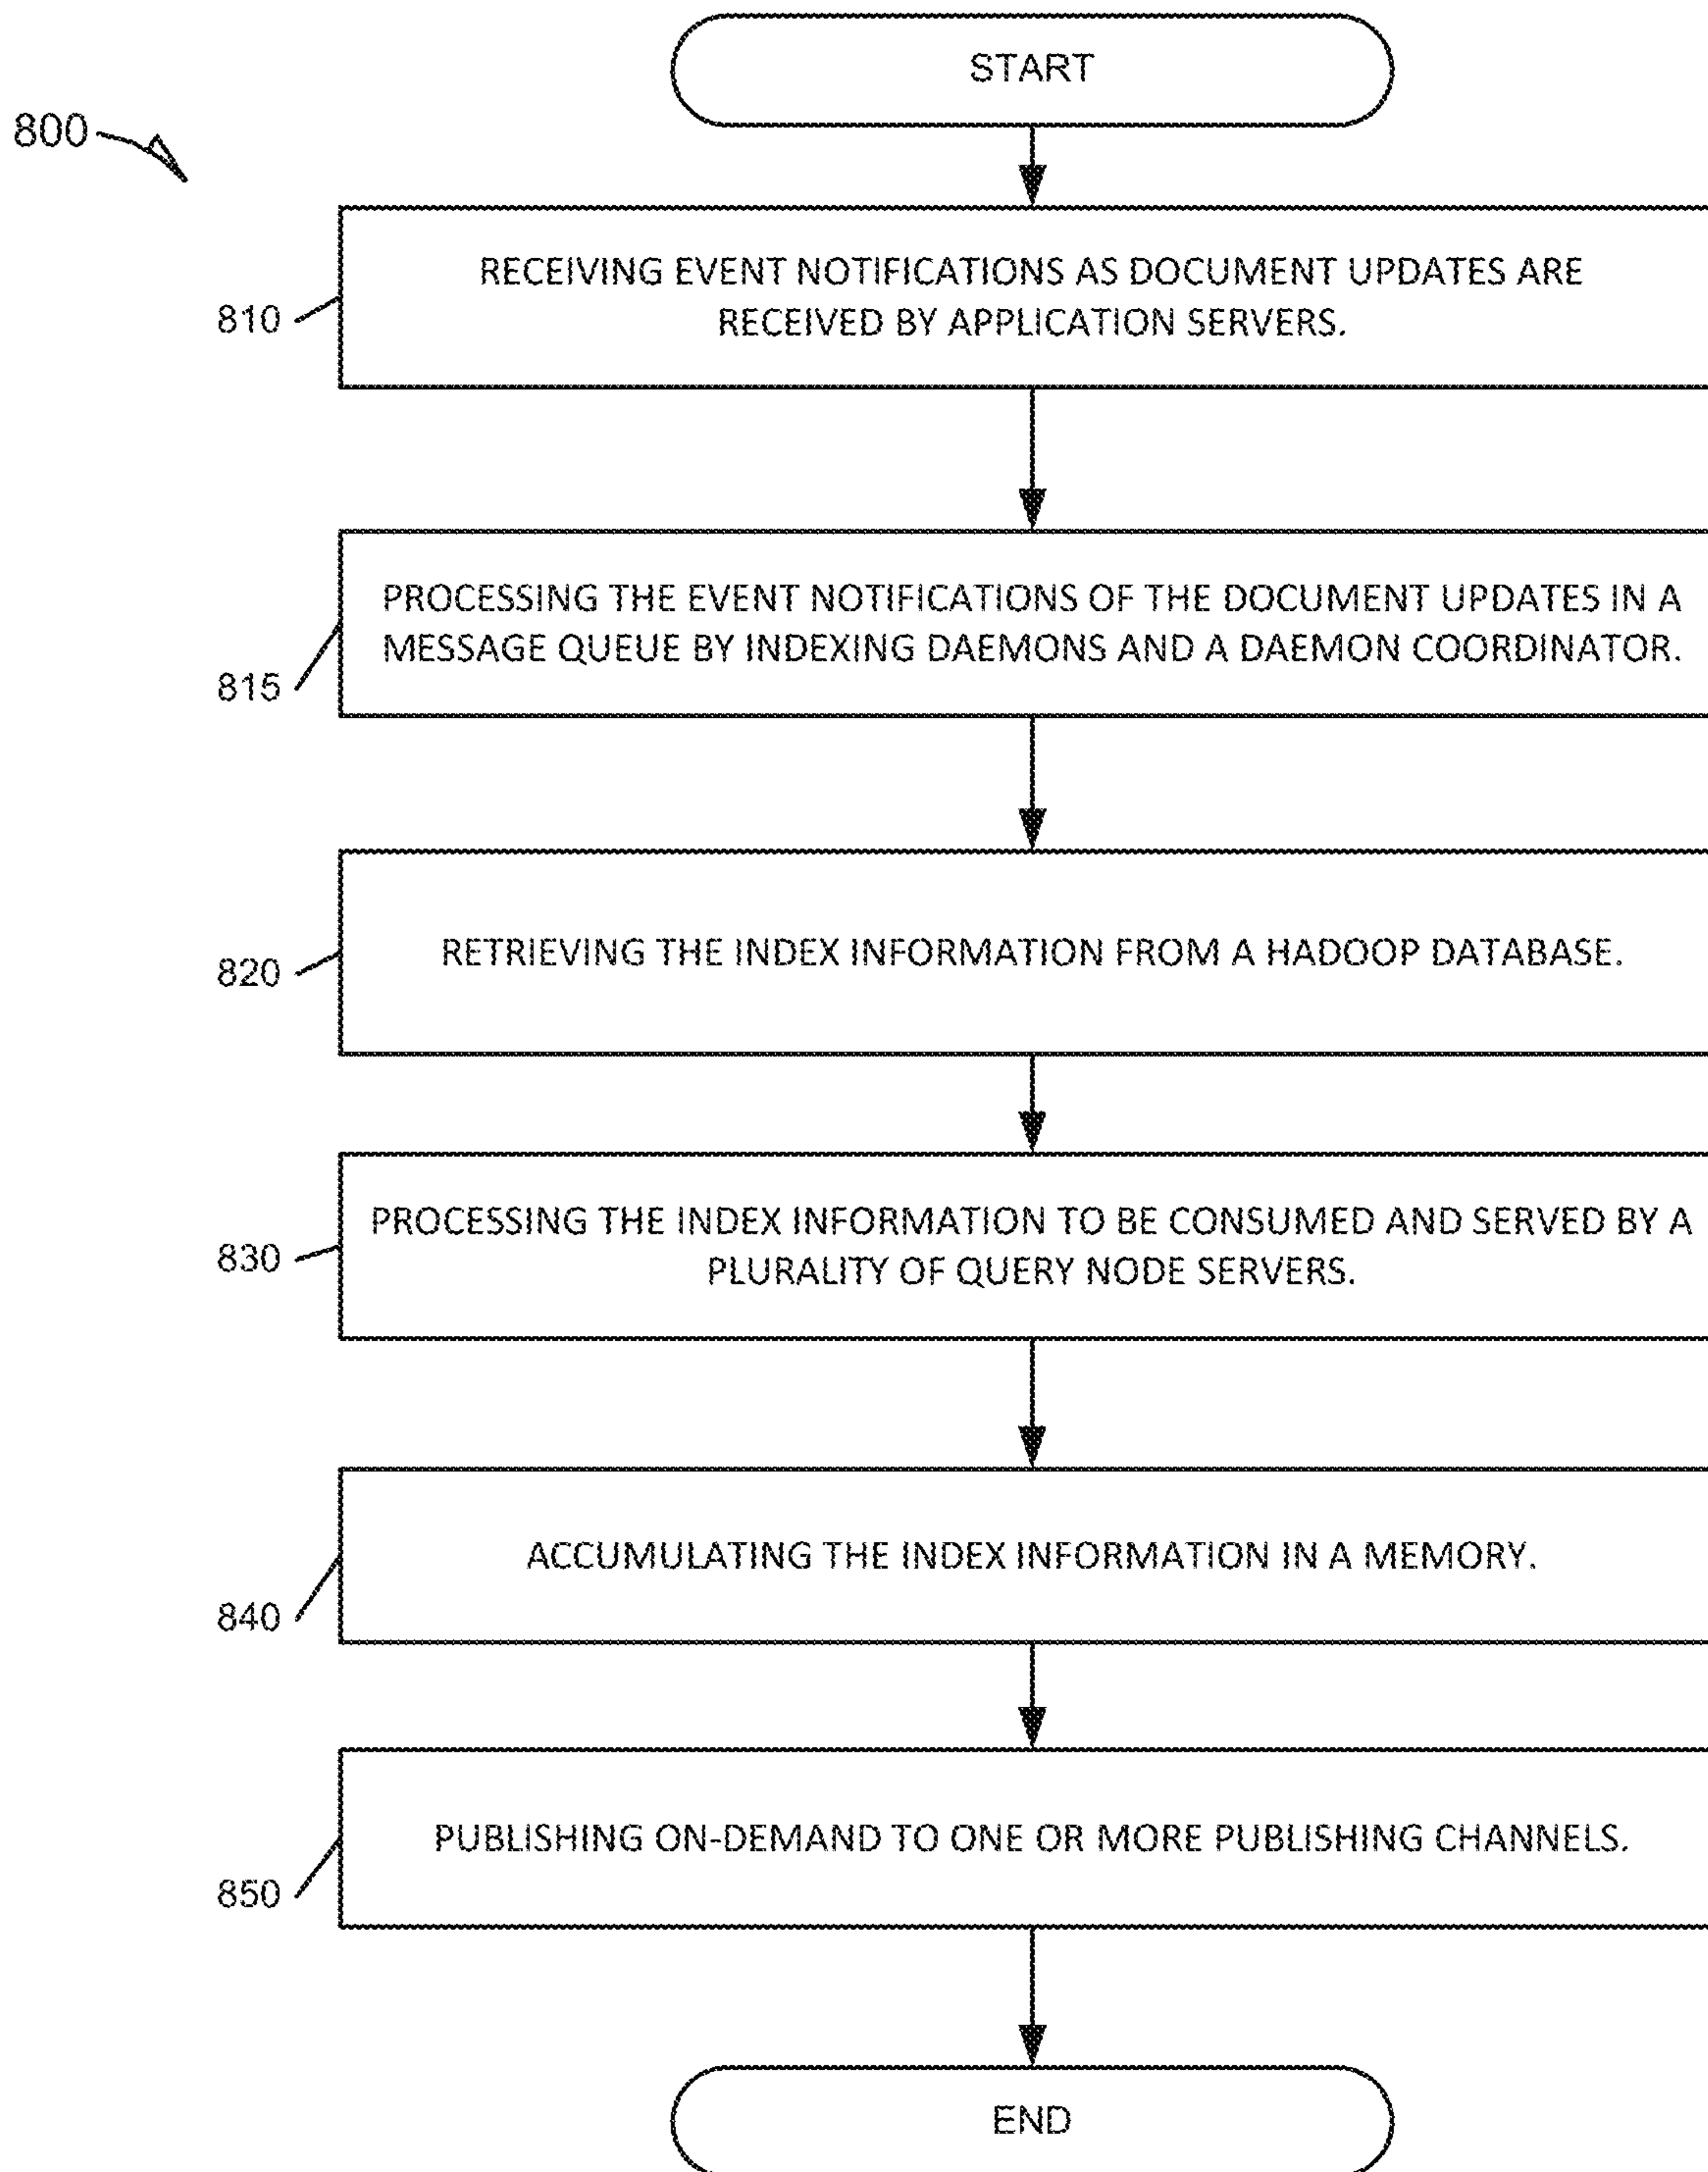 START
800
RECEIVING EVENT NOTIFICATIONS AS DOCUMENT UPDATES ARE
RECEIVED BY APPLICATION SERVERS.
810
PROCESSING THE EVENT NOTIFICATIONS OF THE DOCUMENT UPDATES IN A
MESSAGE QUEUE BY INDEXING DAEMONS AND A DAEMON COORDINATOR.
815
RETRIEVING THE INDEX INFORMATION FROM A HADOOP DATABASE.
820
PROCESSING THE INDEX INFORMATION TO BE CONSUMED AND SERVED BY A
PLURALITY OF QUERY NODE SERVERS.
830
ACCUMULATING THE INDEX INFORMATION IN A MEMORY.
840
PUBLISHING ON-DEMAND TO ONE OR MORE PUBLISHING CHANNELS.
850
END